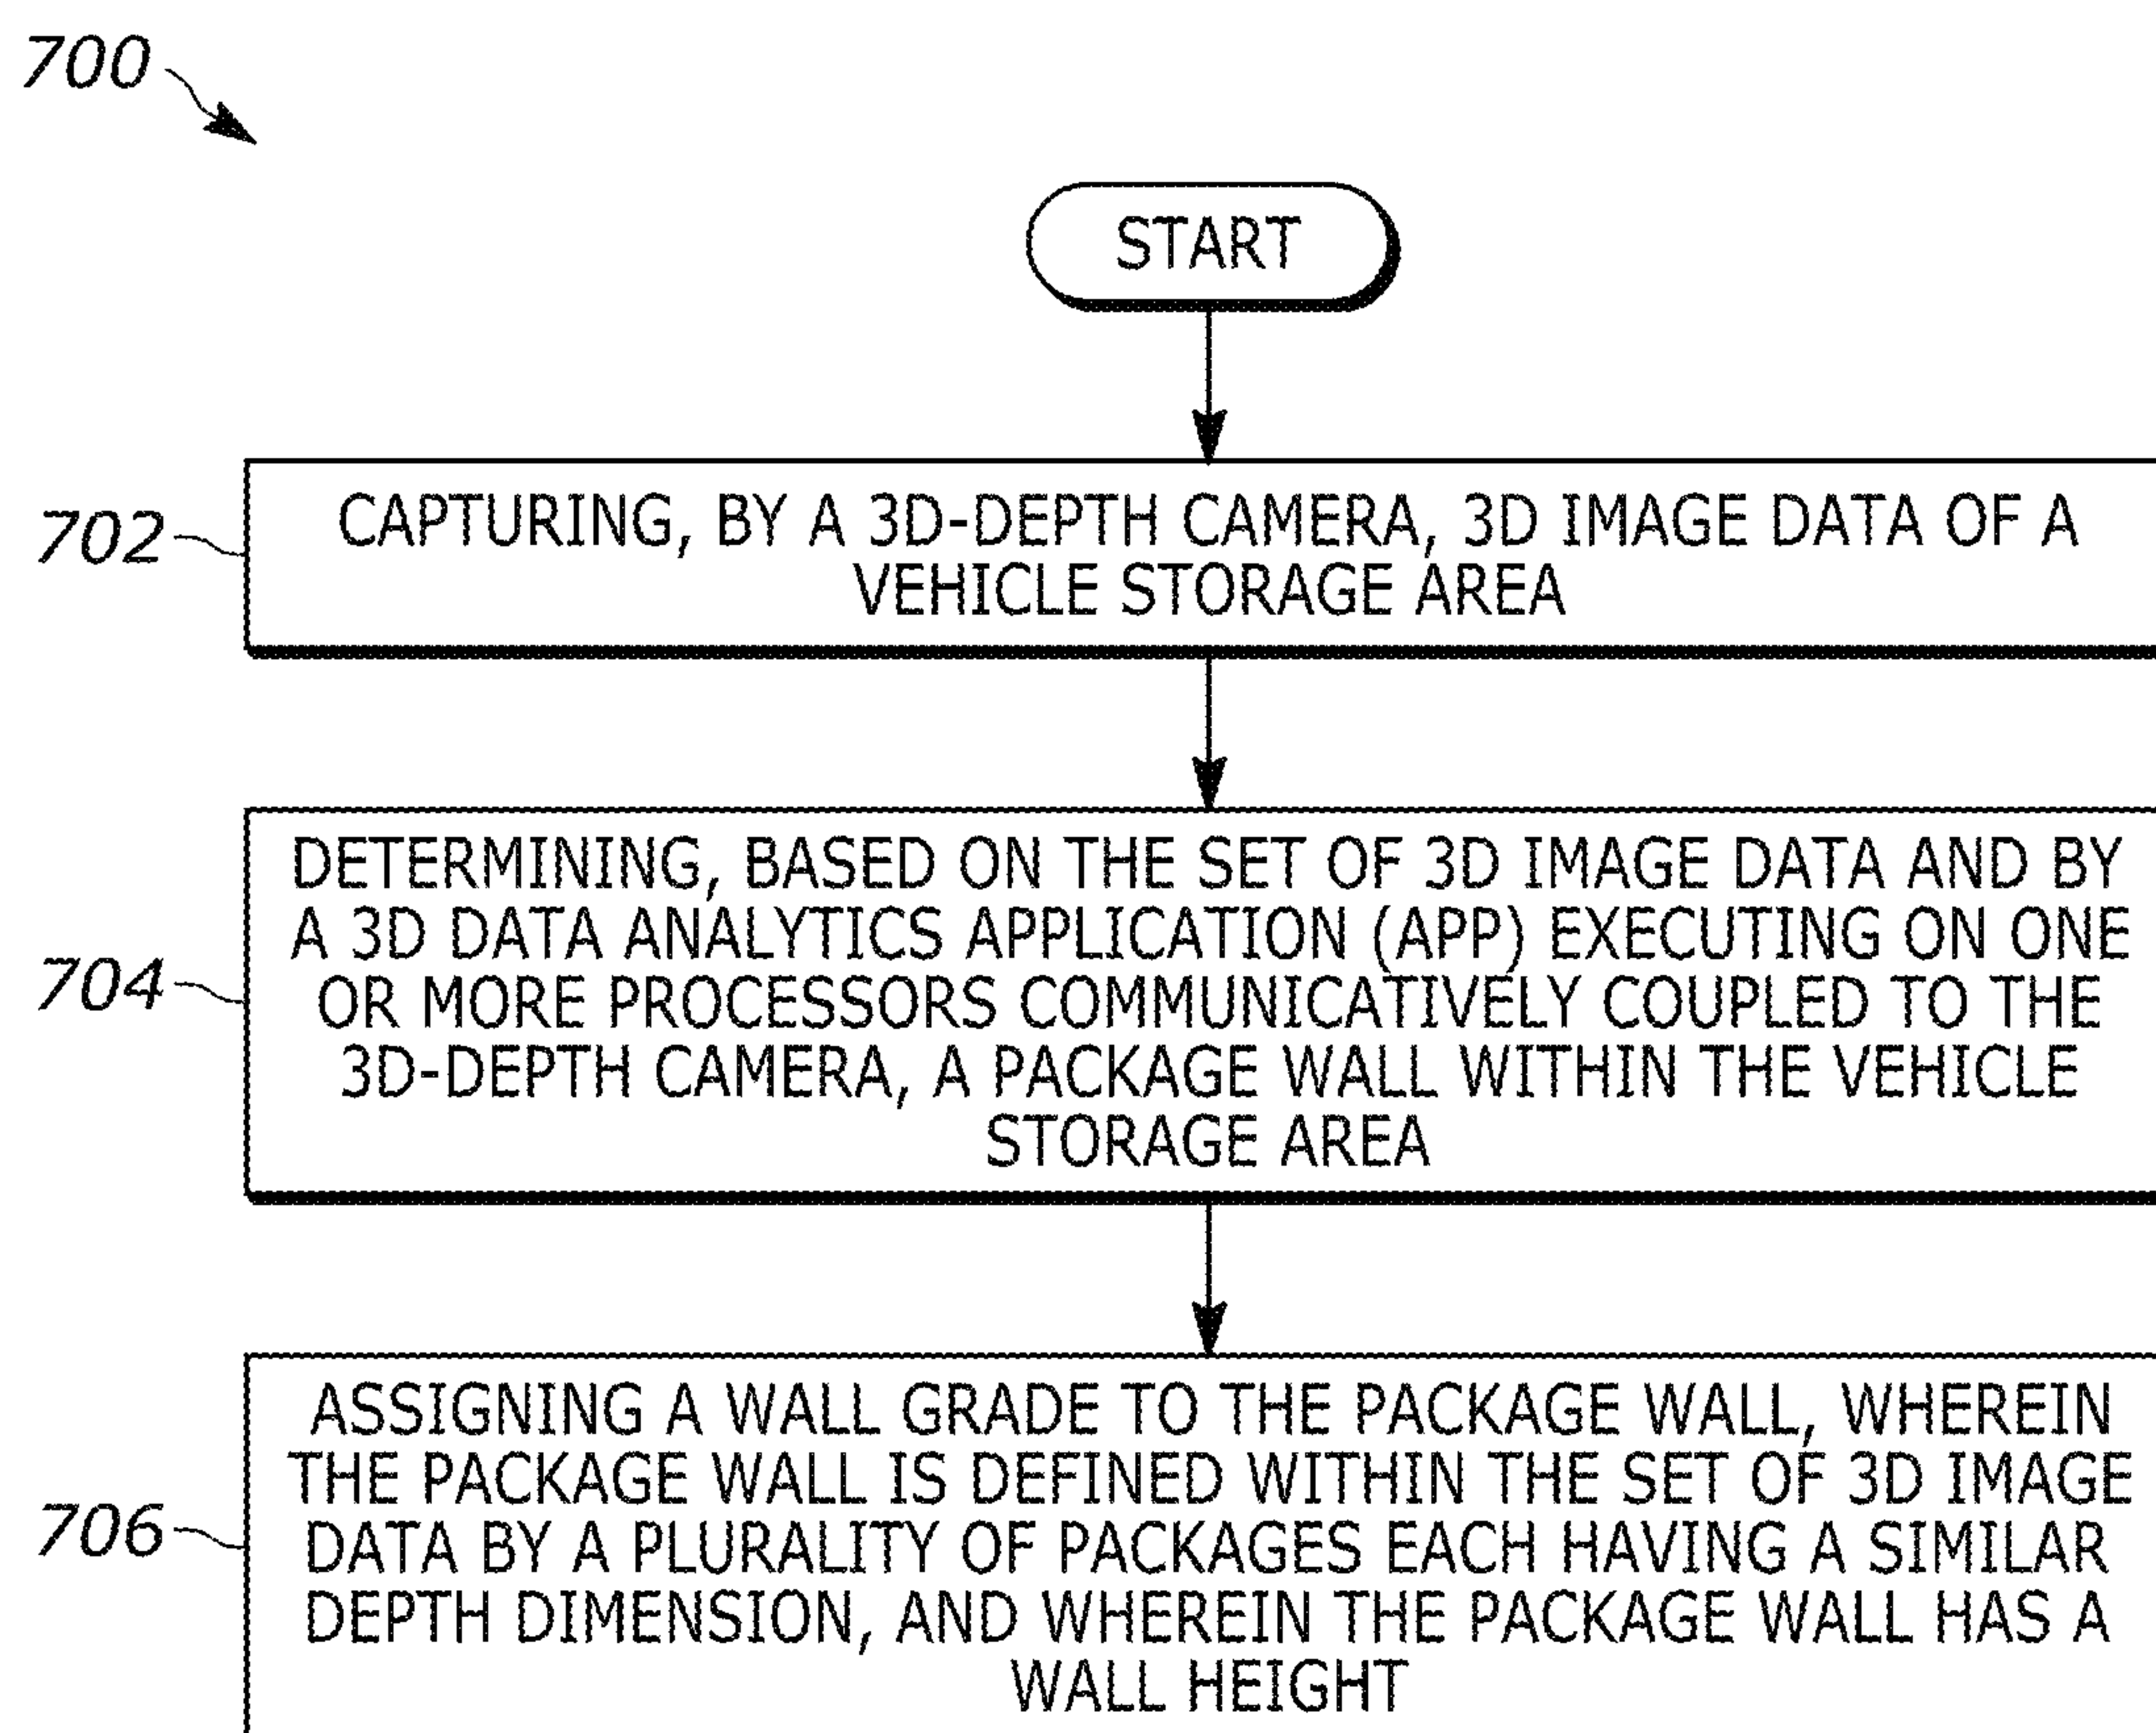 700
START
702
CAPTURING, BY A 3D-DEPTH CAMERA, 3D IMAGE DATA OF A
VEHICLE STORAGE AREA
704
DETERMINING, BASED ON THE SET OF 3D IMAGE DATA AND BY
A 3D DATA ANALYTICS APPLICATION (APP) EXECUTING ON ONE
OR MORE PROCESSORS COMMUNICATIVELY COUPLED TO THE
3D-DEPTH CAMERA, A PACKAGE WALL WITHIN THE VEHICLE
STORAGE AREA
706
ASSIGNING A WALL GRADE TO THE PACKAGE WALL, WHEREIN
THE PACKAGE WALL IS DEFINED WITHIN THE SET OF 3D IMAGE
DATA BY A PLURALITY OF PACKAGES EACH HAVING A SIMILAR
DEPTH DIMENSION, AND WHEREIN THE PACKAGE WALL HAS A
WALL HEIGHT